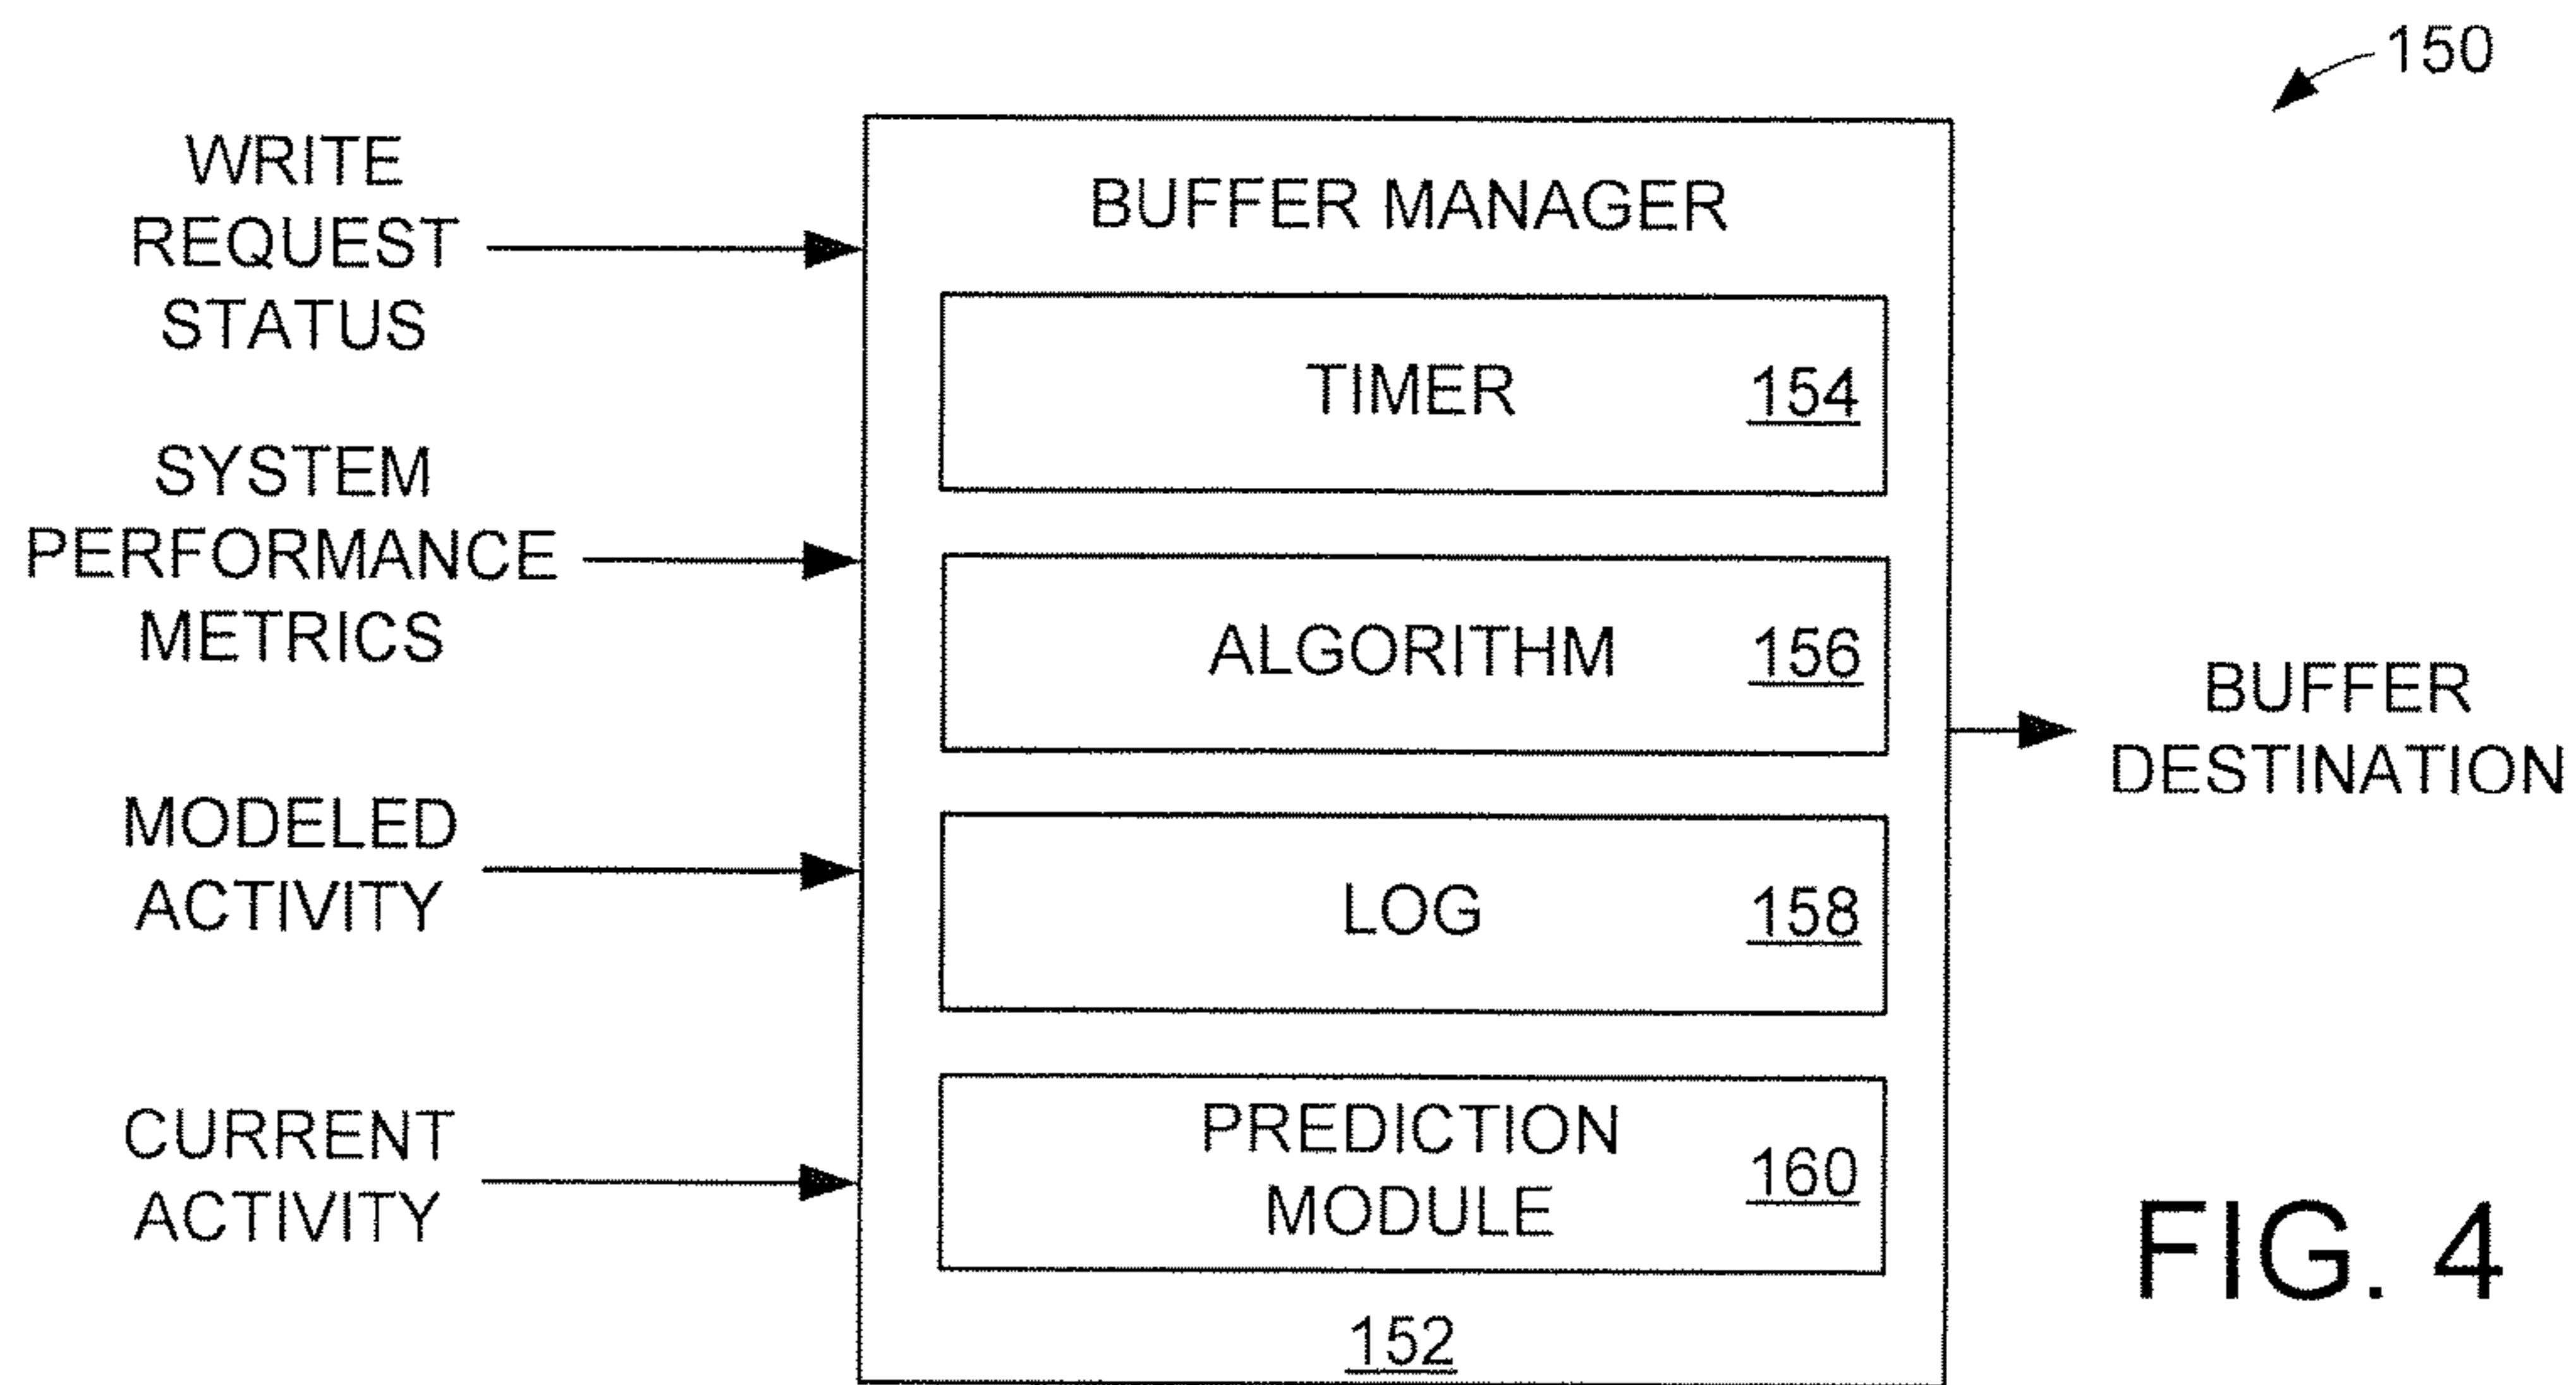 150
WRITE
REQUEST
STATUS
SYSTEM
PERFORMANCE
METRICS
MODELED
ACTIVITY
CURRENT
ACTIVITY
BUFFER MANAGER
TIMER 154
ALGORITHM 156
LOG 158
PREDICTION
MODULE 160
152
BUFFER
DESTINATION
FIG. 4